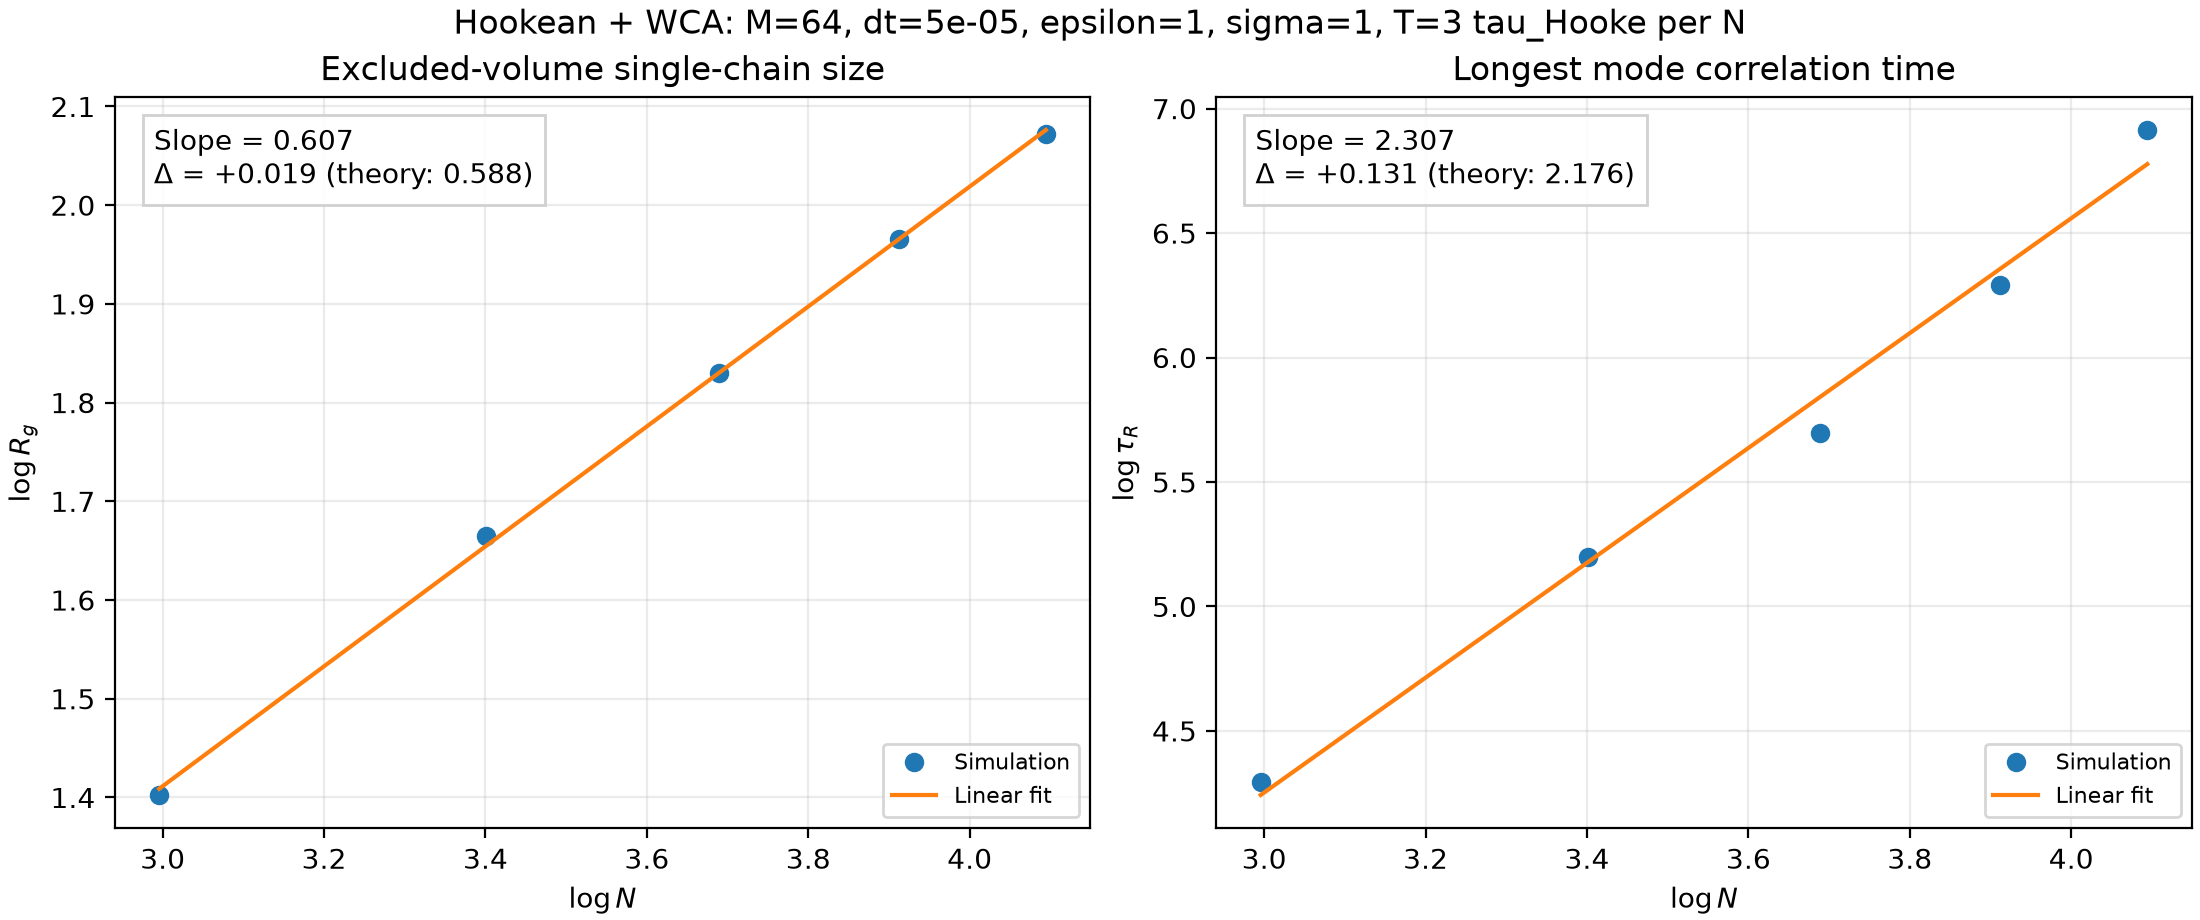 Hookean + WCA: M=64, dt=5e-05, epsilon=1, sigma=1, T=3 tau_Hooke per N
Excluded-volume single-chain size
Slope = 0.607
Δ = +0.019 (theory: 0.588)
2.1
2.0
1.9
1.8
1.7
1.6
1.5
1.4
log R_g
Simulation
Linear fit
3.0 3.2 3.4 3.6 3.8 4.0
log N
Longest mode correlation time
Slope = 2.307
Δ = +0.131 (theory: 2.176)
7.0
6.5
6.0
5.5
5.0
4.5
log τ_R
Simulation
Linear fit
3.0 3.2 3.4 3.6 3.8 4.0
log N